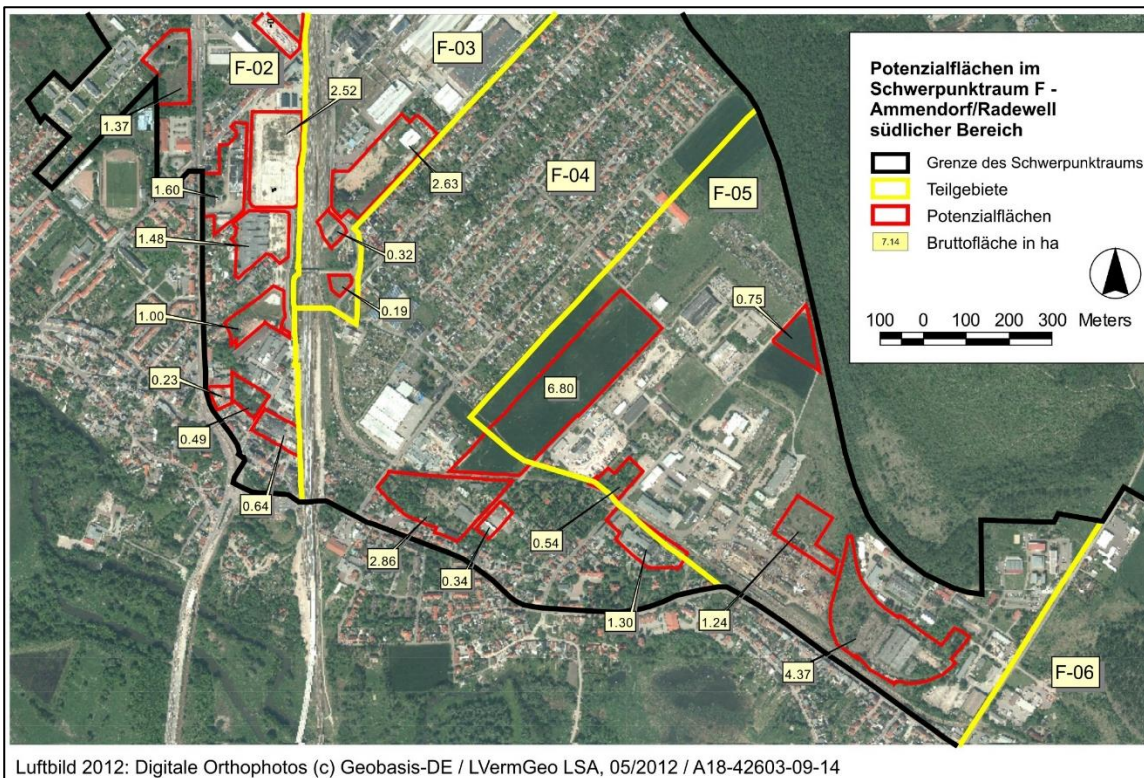 F-02
F-03
F-04
F-05
F-06
2.52
1.37
1.60
1.48
2.63
0.32
0.19
1.00
0.23
0.49
0.64
0.75
6.80
2.86
0.34
0.54
1.30
1.24
4.37
Potenzialflächen im
Schwerpunktraum F -
Ammendorf/Radewell
südlicher Bereich
Grenze des Schwerpunktraums
Teilgebiete
Potenzialflächen
7.14 Bruttofläche in ha
100 0 100 200 300 Meters
Luftbild 2012: Digitale Orthophotos (c) Geobasis-DE / LVermGeo LSA, 05/2012 / A18-42603-09-14